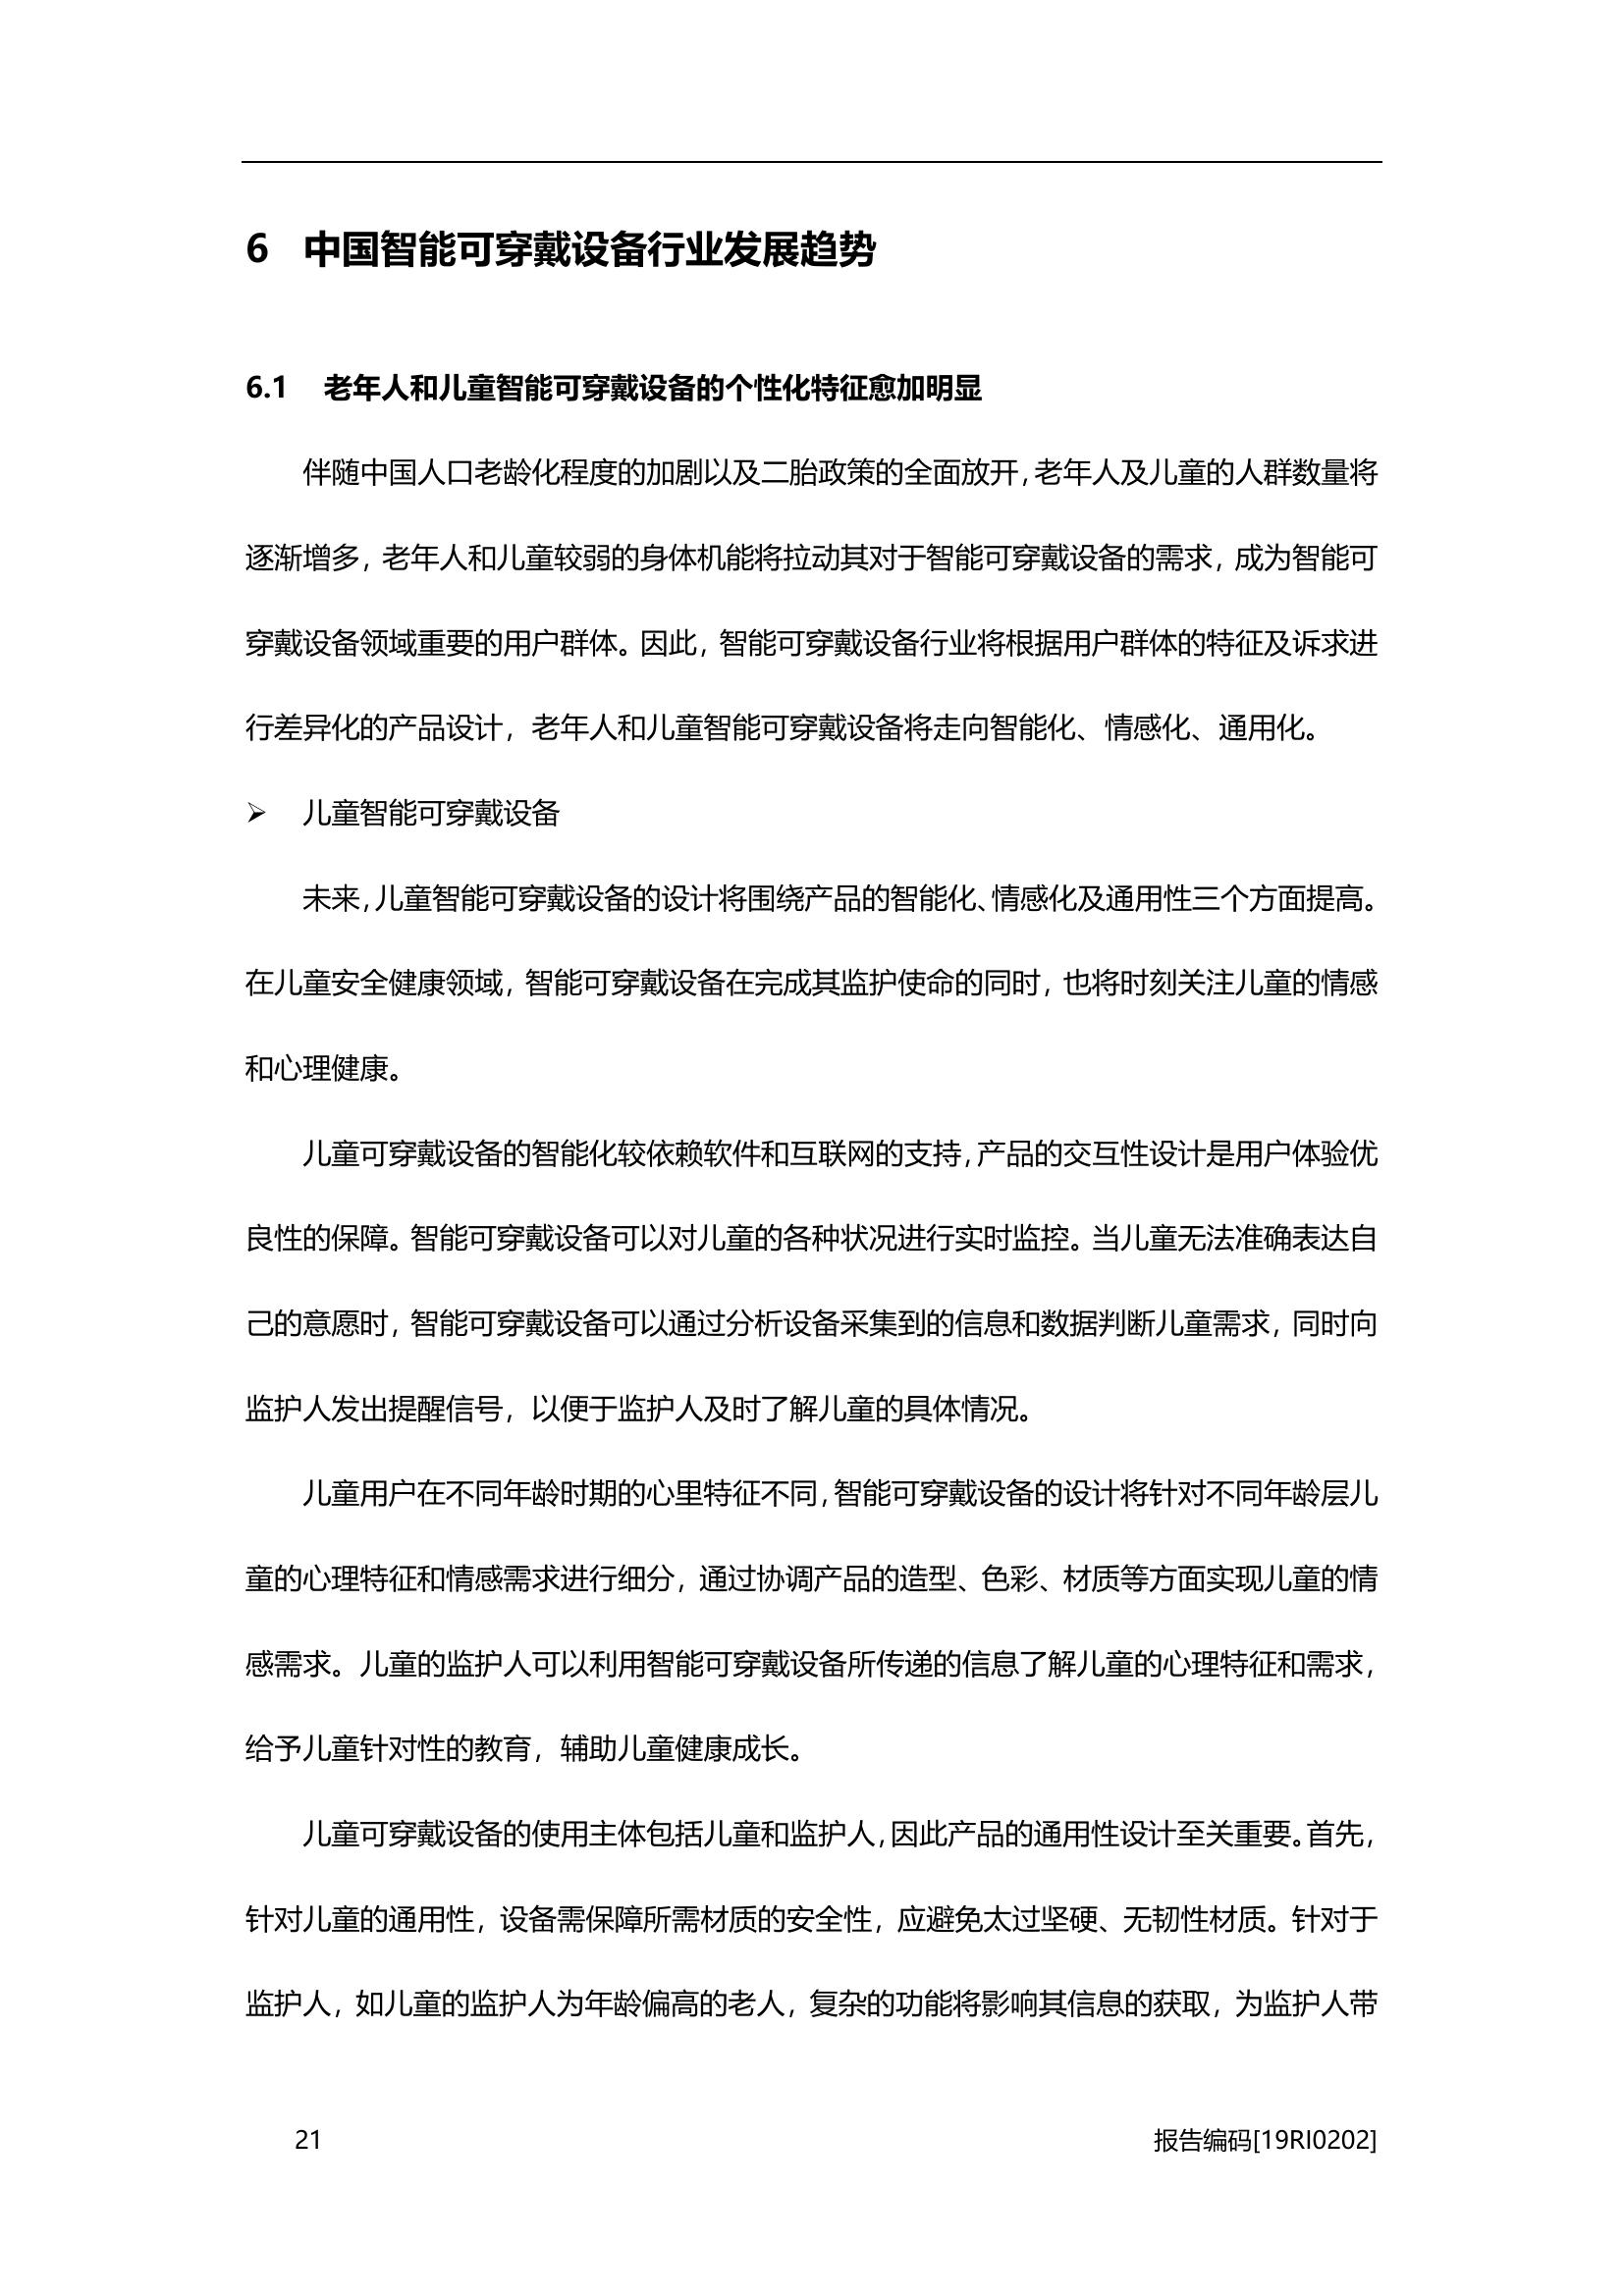 6 中国智能可穿戴设备行业发展趋势
6.1 老年人和儿童智能可穿戴设备的个性化特征愈加明显
伴随中国人口老龄化程度的加剧以及二胎政策的全面放开，老年人及儿童的人群数量将
逐渐增多，老年人和儿童较弱的身体机能将拉动其对于智能可穿戴设备的需求，成为智能可
穿戴设备领域重要的用户群体。因此，智能可穿戴设备行业将根据用户群体的特征及诉求进
行差异化的产品设计，老年人和儿童智能可穿戴设备将走向智能化、情感化、通用化。
➢ 儿童智能可穿戴设备
未来，儿童智能可穿戴设备的设计将围绕产品的智能化、情感化及通用性三个方面提高。
在儿童安全健康领域，智能可穿戴设备在完成其监护使命的同时，也将时刻关注儿童的情感
和心理健康。
儿童可穿戴设备的智能化较依赖软件和互联网的支持，产品的交互性设计是用户体验优
良性的保障。智能可穿戴设备可以对儿童的各种状况进行实时监控。当儿童无法准确表达自
己的意愿时，智能可穿戴设备可以通过分析设备采集到的信息和数据判断儿童需求，同时向
监护人发出提醒信号，以便于监护人及时了解儿童的具体情况。
儿童用户在不同年龄时期的心里特征不同，智能可穿戴设备的设计将针对不同年龄层儿
童的心理特征和情感需求进行细分，通过协调产品的造型、色彩、材质等方面实现儿童的情
感需求。儿童的监护人可以利用智能可穿戴设备所传递的信息了解儿童的心理特征和需求，
给予儿童针对性的教育，辅助儿童健康成长。
儿童可穿戴设备的使用主体包括儿童和监护人，因此产品的通用性设计至关重要。首先，
针对儿童的通用性，设备需保障所需材质的安全性，应避免太过坚硬、无韧性材质。针对于
监护人，如儿童的监护人为年龄偏高的老人，复杂的功能将影响其信息的获取，为监护人带
21 报告编码[19RI0202]